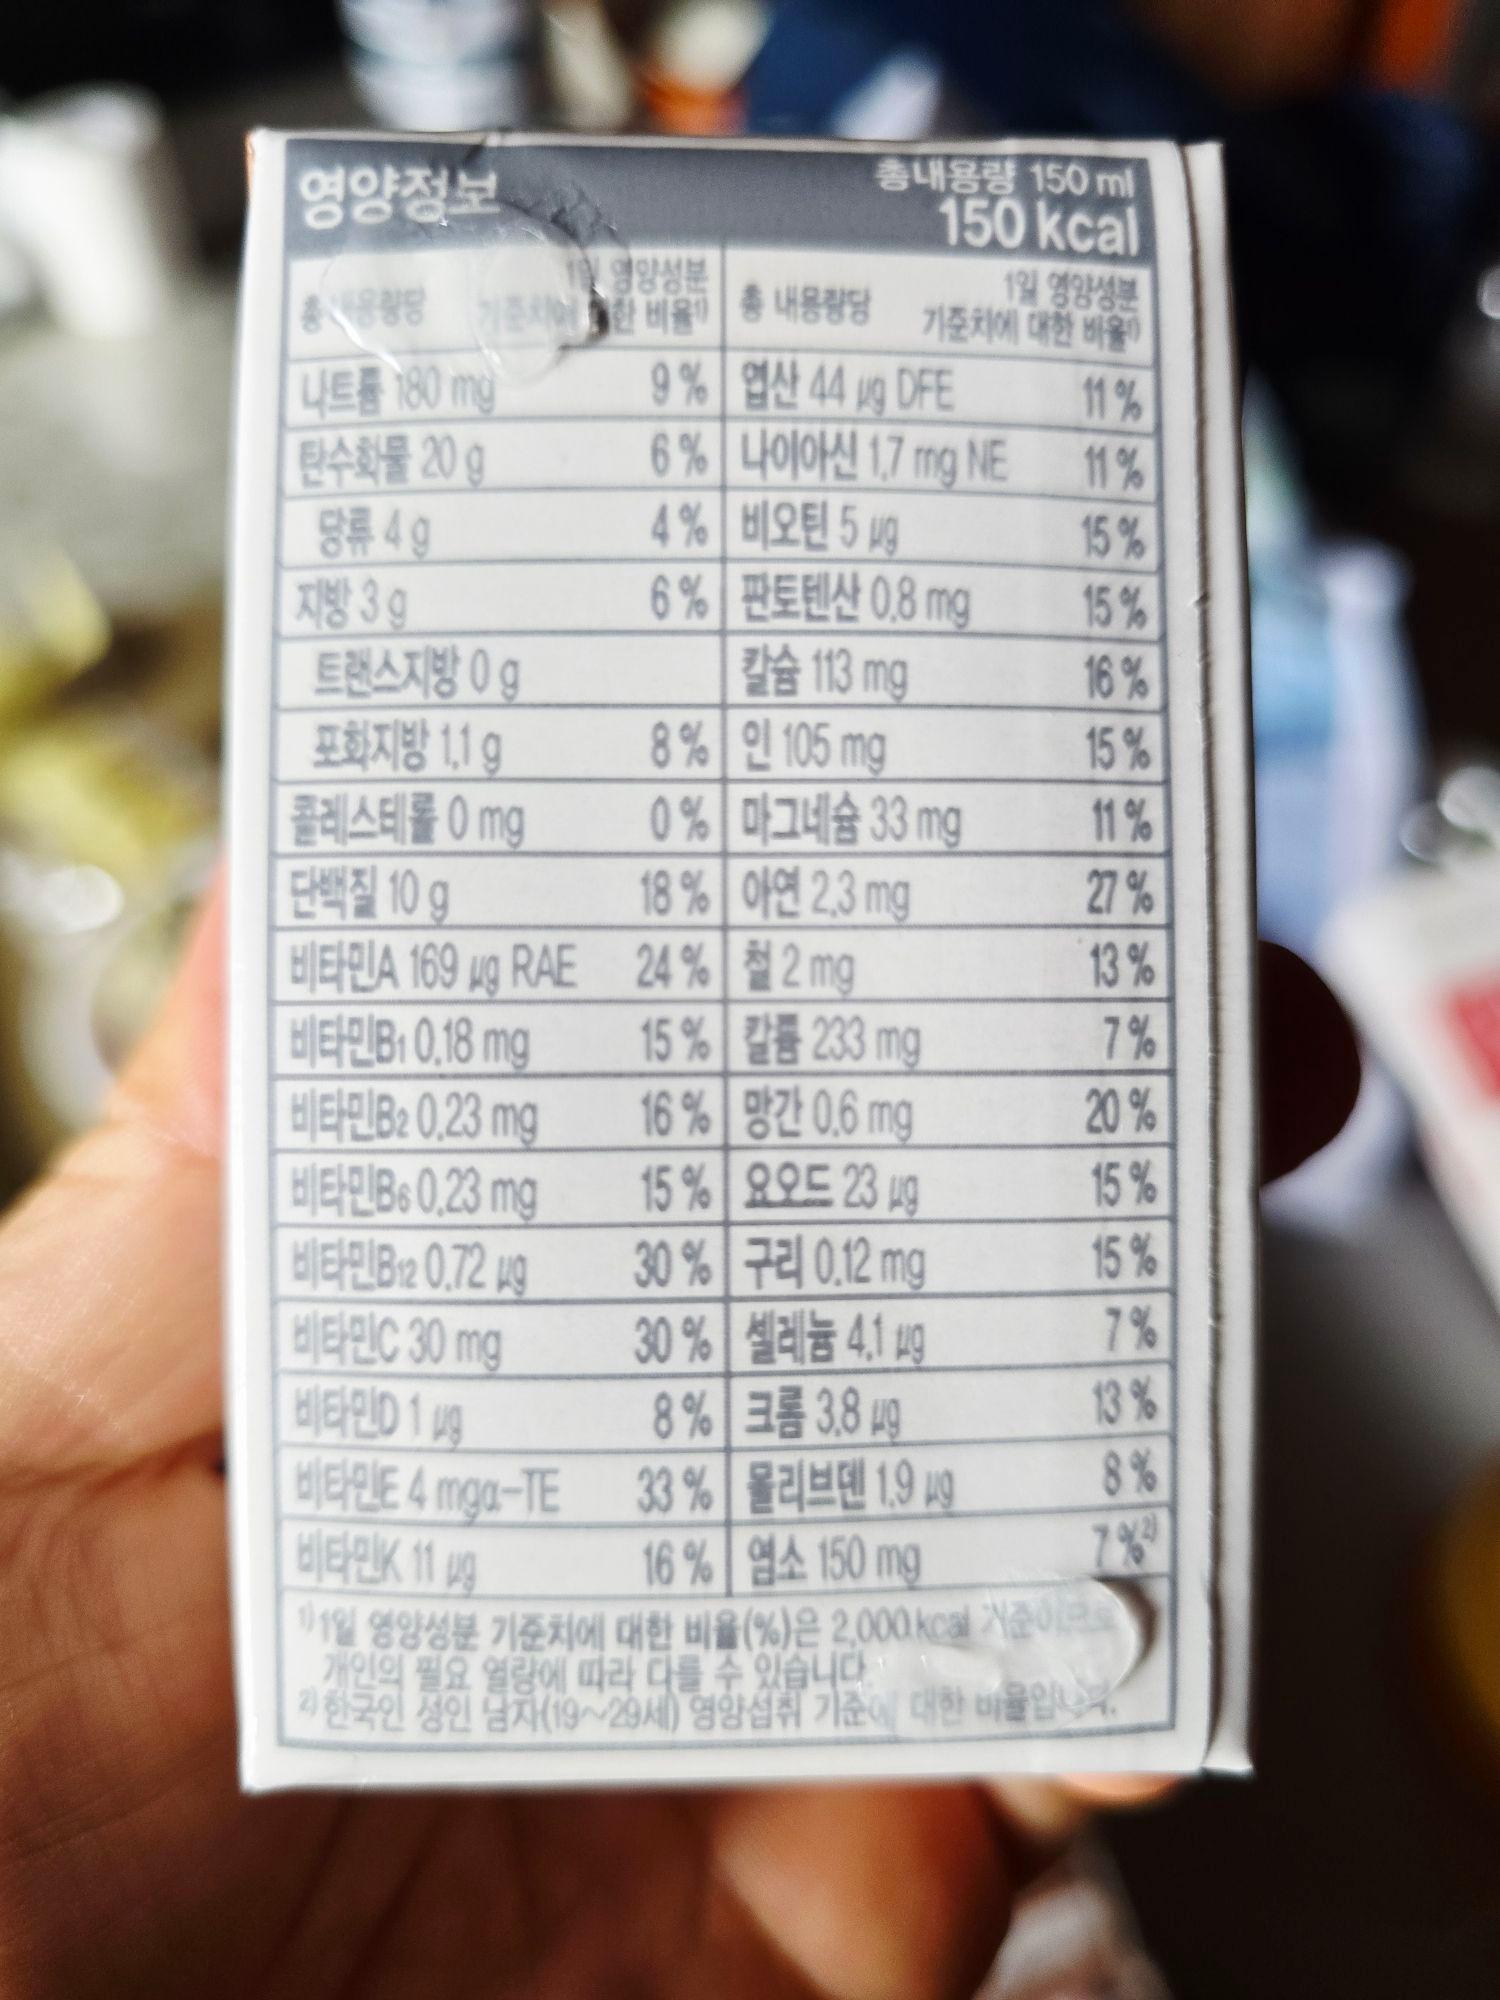 영양정보
총내용량 150 ml
150 kcal
총 내용량당 1일 영양성분 기준치에 대한 비율1)
나트륨 180 mg 9 %
탄수화물 20 g 6 %
당류 4 g 4 %
지방 3 g 6 %
트랜스지방 0 g
포화지방 1.1 g 8 %
콜레스테롤 0 mg 0 %
단백질 10 g 18 %
비타민A 169 μg RAE 24 %
비타민B1 0.18 mg 15 %
비타민B2 0.23 mg 16 %
비타민B6 0.23 mg 15 %
비타민B12 0.72 μg 30 %
비타민C 30 mg 30 %
비타민D 1 μg 8 %
비타민E 4 mgα-TE 33 %
비타민K 11 μg 16 %
총 내용량당 1일 영양성분 기준치에 대한 비율1)
엽산 44 μg DFE 11 %
나이아신 1.7 mg NE 11 %
비오틴 5 μg 15 %
판토텐산 0.8 mg 15 %
칼슘 113 mg 16 %
인 105 mg 15 %
마그네슘 33 mg 11 %
아연 2.3 mg 27 %
철 2 mg 13 %
칼륨 233 mg 7 %
망간 0.6 mg 20 %
요오드 23 μg 15 %
구리 0.12 mg 15 %
셀레늄 4.1 μg 7 %
크롬 3.8 μg 13 %
몰리브덴 1.9 μg 8 %
염소 150 mg 7 %2)
1) 1일 영양성분 기준치에 대한 비율(%)은 2,000 kcal 기준이므로
개인의 필요 열량에 따라 다를 수 있습니다.
2) 한국인 성인 남자(19~29세) 영양섭취 기준에 대한 비율입니다.